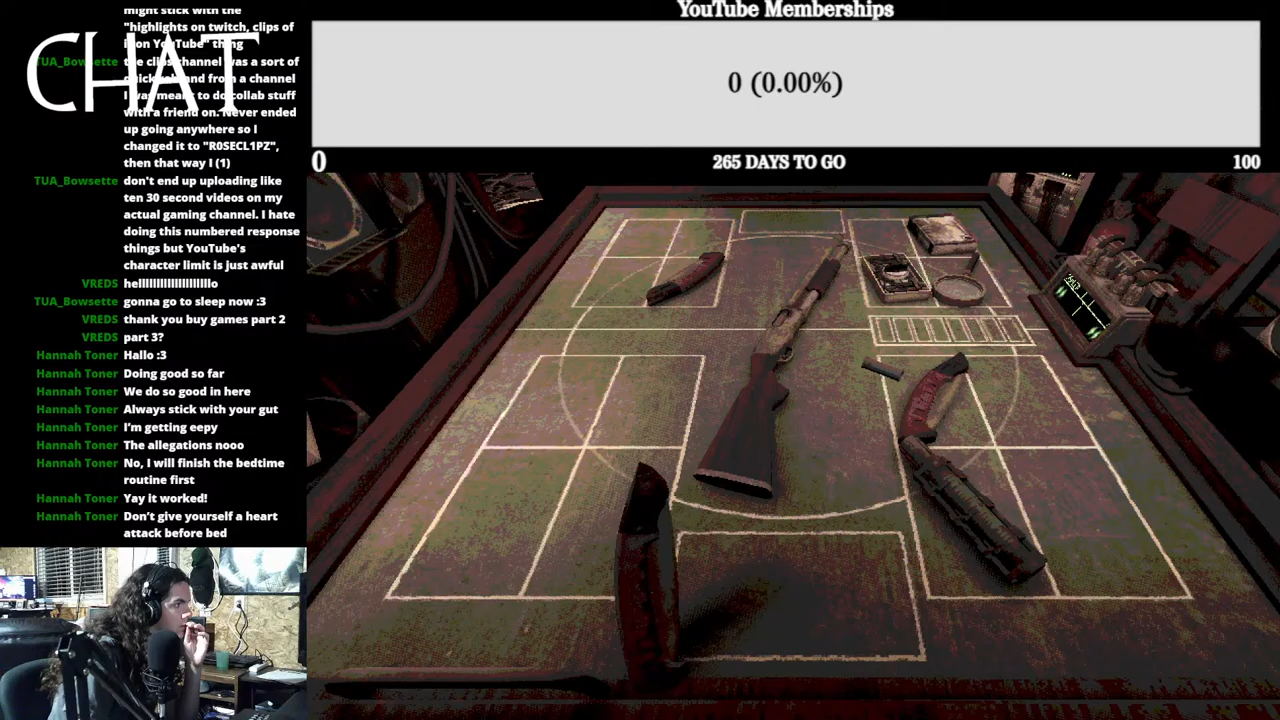 YouTube Memberships
0 (0.00%)
0
265 DAYS TO GO
100
CHAT
might stick with the
"highlights on twitch, clips of
on YouTube" thing
TUA_Bowsette the clips channel was a sort of
and from a channel
I was meant to do collab stuff
with a friend on. Never ended
up going anywhere so I
changed it to "R0SECL1PZ",
then that way I (1)
TUA_Bowsette don't end up uploading like
ten 30 second videos on my
actual gaming channel. I hate
doing this numbered response
things but YouTube's
character limit is just awful
VREDS helllllllllllllllllllo
TUA_Bowsette gonna go to sleep now :3
VREDS thank you buy games part 2
VREDS part 3?
Hannah Toner Hallo :3
Hannah Toner Doing good so far
Hannah Toner We do so good in here
Hannah Toner Always stick with your gut
Hannah Toner I'm getting eepy
Hannah Toner The allegations nooo
Hannah Toner No, I will finish the bedtime
routine first
Hannah Toner Yay it worked!
Hannah Toner Don't give yourself a heart
attack before bed